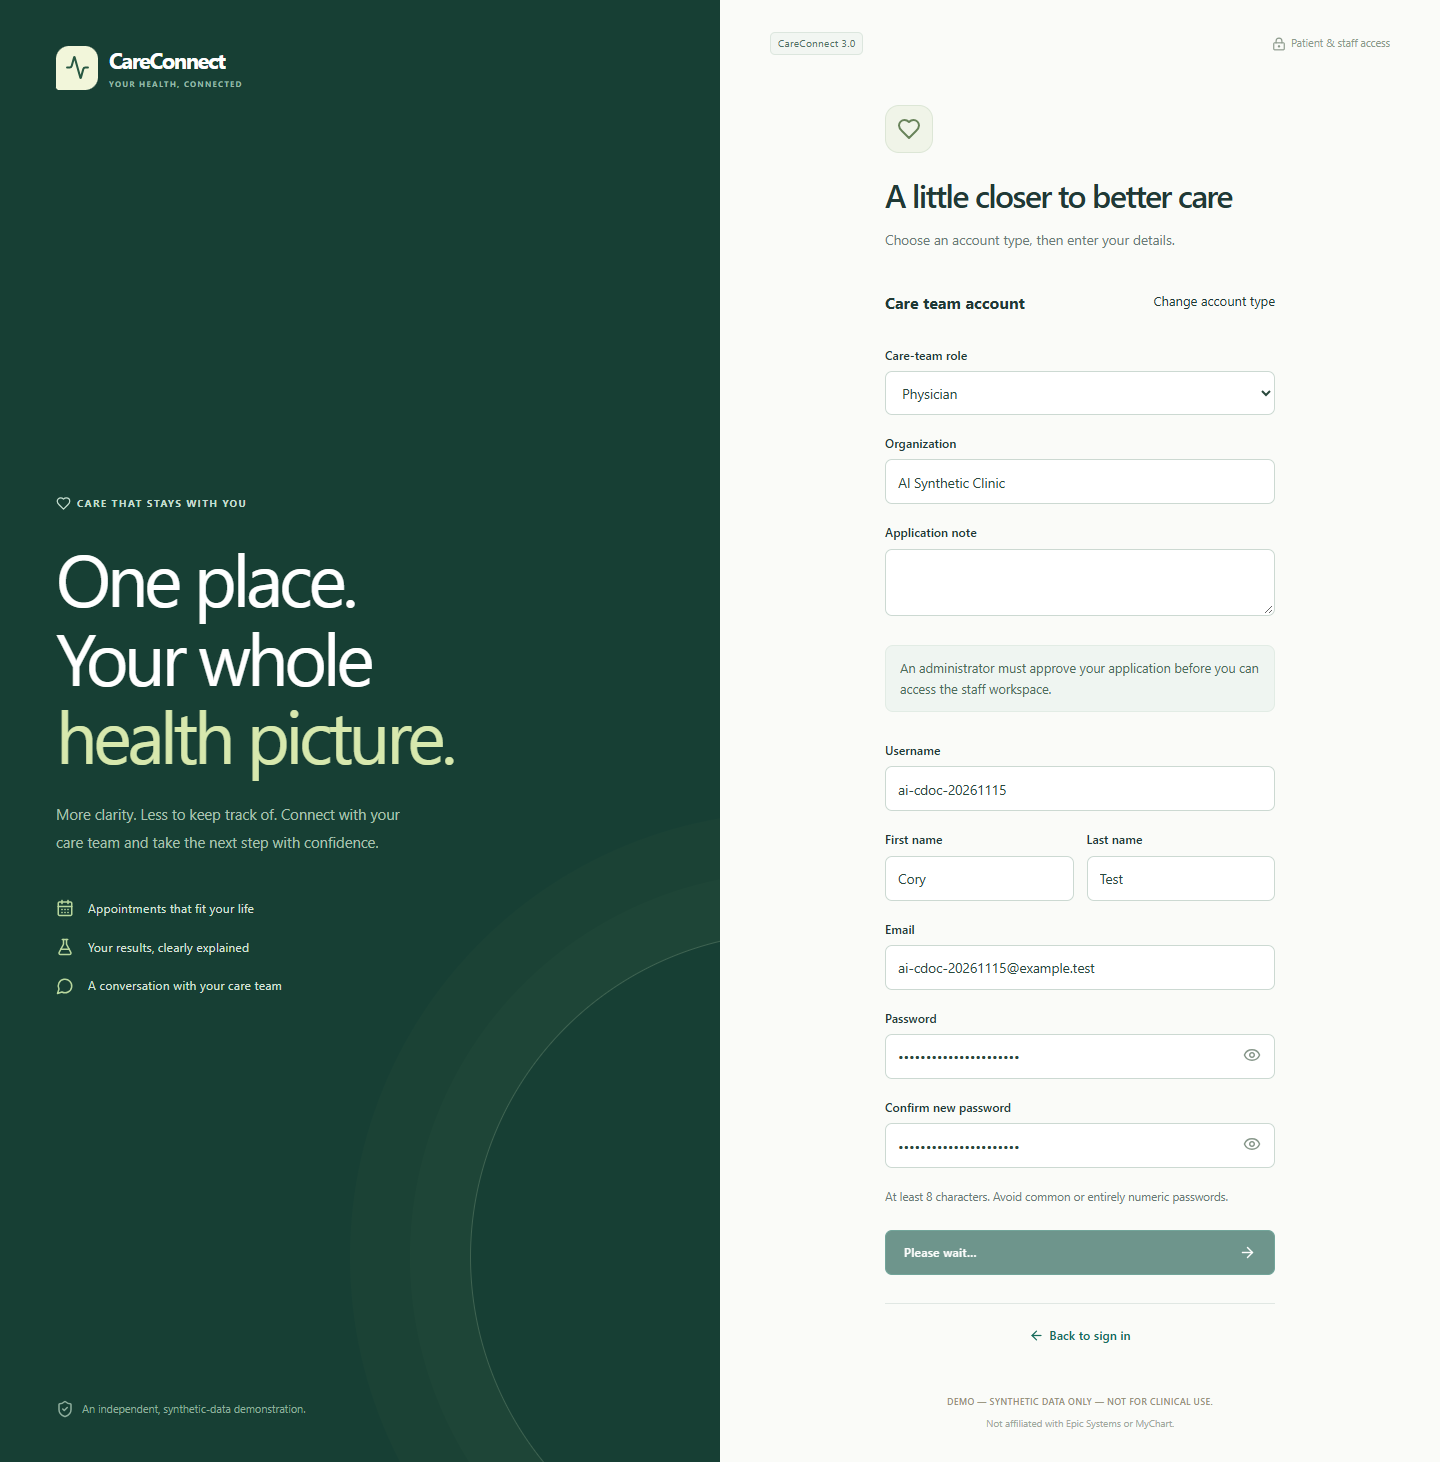 CareConnect
YOUR HEALTH, CONNECTED
CARE THAT STAYS WITH YOU
One place.
Your whole
health picture.
More clarity. Less to keep track of. Connect with your
care team and take the next step with confidence.
Appointments that fit your life
Your results, clearly explained
A conversation with your care team
An independent, synthetic-data demonstration.
CareConnect 3.0
Patient & staff access
A little closer to better care
Choose an account type, then enter your details.
Care team account
Change account type
Care-team role
Physician
Organization
AI Synthetic Clinic
Application note
An administrator must approve your application before you can
access the staff workspace.
Username
ai-cdoc-20261115
First name
Last name
Cory
Test
Email
ai-cdoc-20261115@example.test
Password
••••••••••••••••••••••
Confirm new password
••••••••••••••••••••••
At least 8 characters. Avoid common or entirely numeric passwords.
Please wait...
Back to sign in
DEMO — SYNTHETIC DATA ONLY — NOT FOR CLINICAL USE.
Not affiliated with Epic Systems or MyChart.